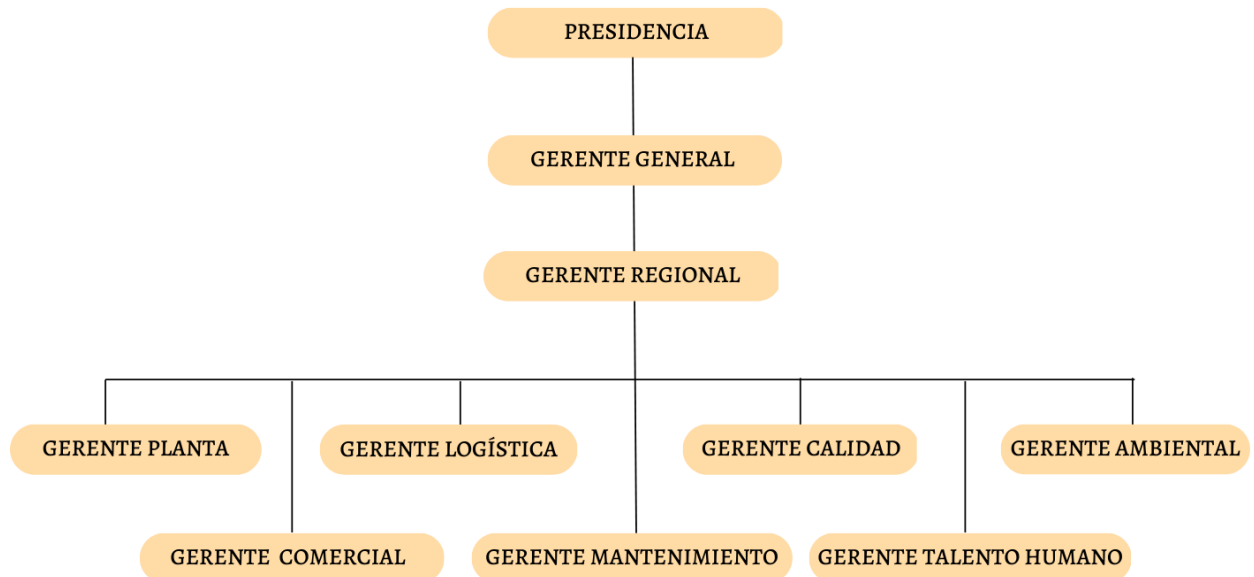 PRESIDENCIA
GERENTE GENERAL
GERENTE REGIONAL
GERENTE PLANTA
GERENTE LOGÍSTICA
GERENTE CALIDAD
GERENTE AMBIENTAL
GERENTE COMERCIAL
GERENTE MANTENIMIENTO
GERENTE TALENTO HUMANO